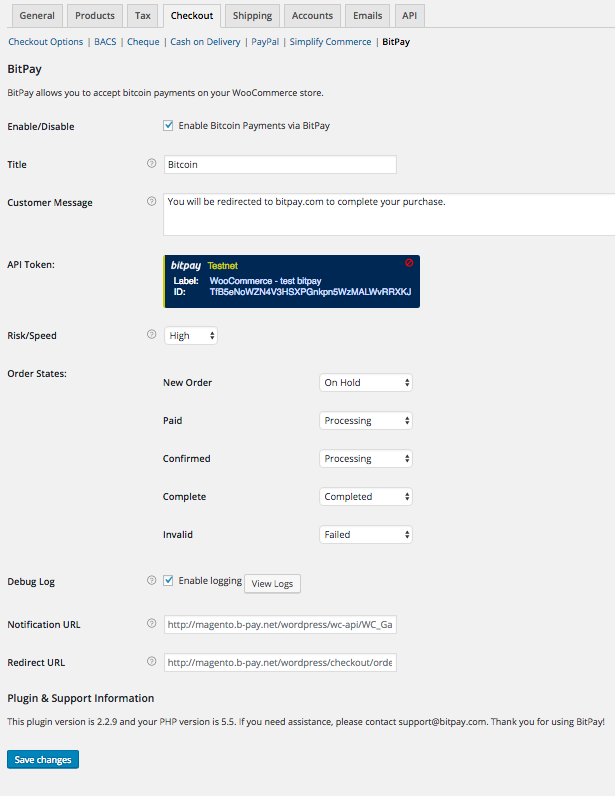 General Products Tax Checkout Shipping Accounts Emails API
Checkout Options | BACS | Cheque | Cash on Delivery | PayPal | Simplify Commerce | BitPay
BitPay
BitPay allows you to accept bitcoin payments on your WooCommerce store.
Enable/Disable Enable Bitcoin Payments via BitPay
Title ? Bitcoin
Customer Message ? You will be redirected to bitpay.com to complete your purchase.
API Token:
bitpay Testnet
Label: WooCommerce - test bitpay
ID: TfB5eNoWZN4V3HSXPGnkpn5WzMALWvRRXKJ
Risk/Speed ? High
Order States:
New Order On Hold
Paid Processing
Confirmed Processing
Complete Completed
Invalid Failed
Debug Log ? Enable logging View Logs
Notification URL ? http://magento.b-pay.net/wordpress/wc-api/WC_Ga
Redirect URL ? http://magento.b-pay.net/wordpress/checkout/orde
Plugin & Support Information
This plugin version is 2.2.9 and your PHP version is 5.5. If you need assistance, please contact support@bitpay.com. Thank you for using BitPay!
Save changes